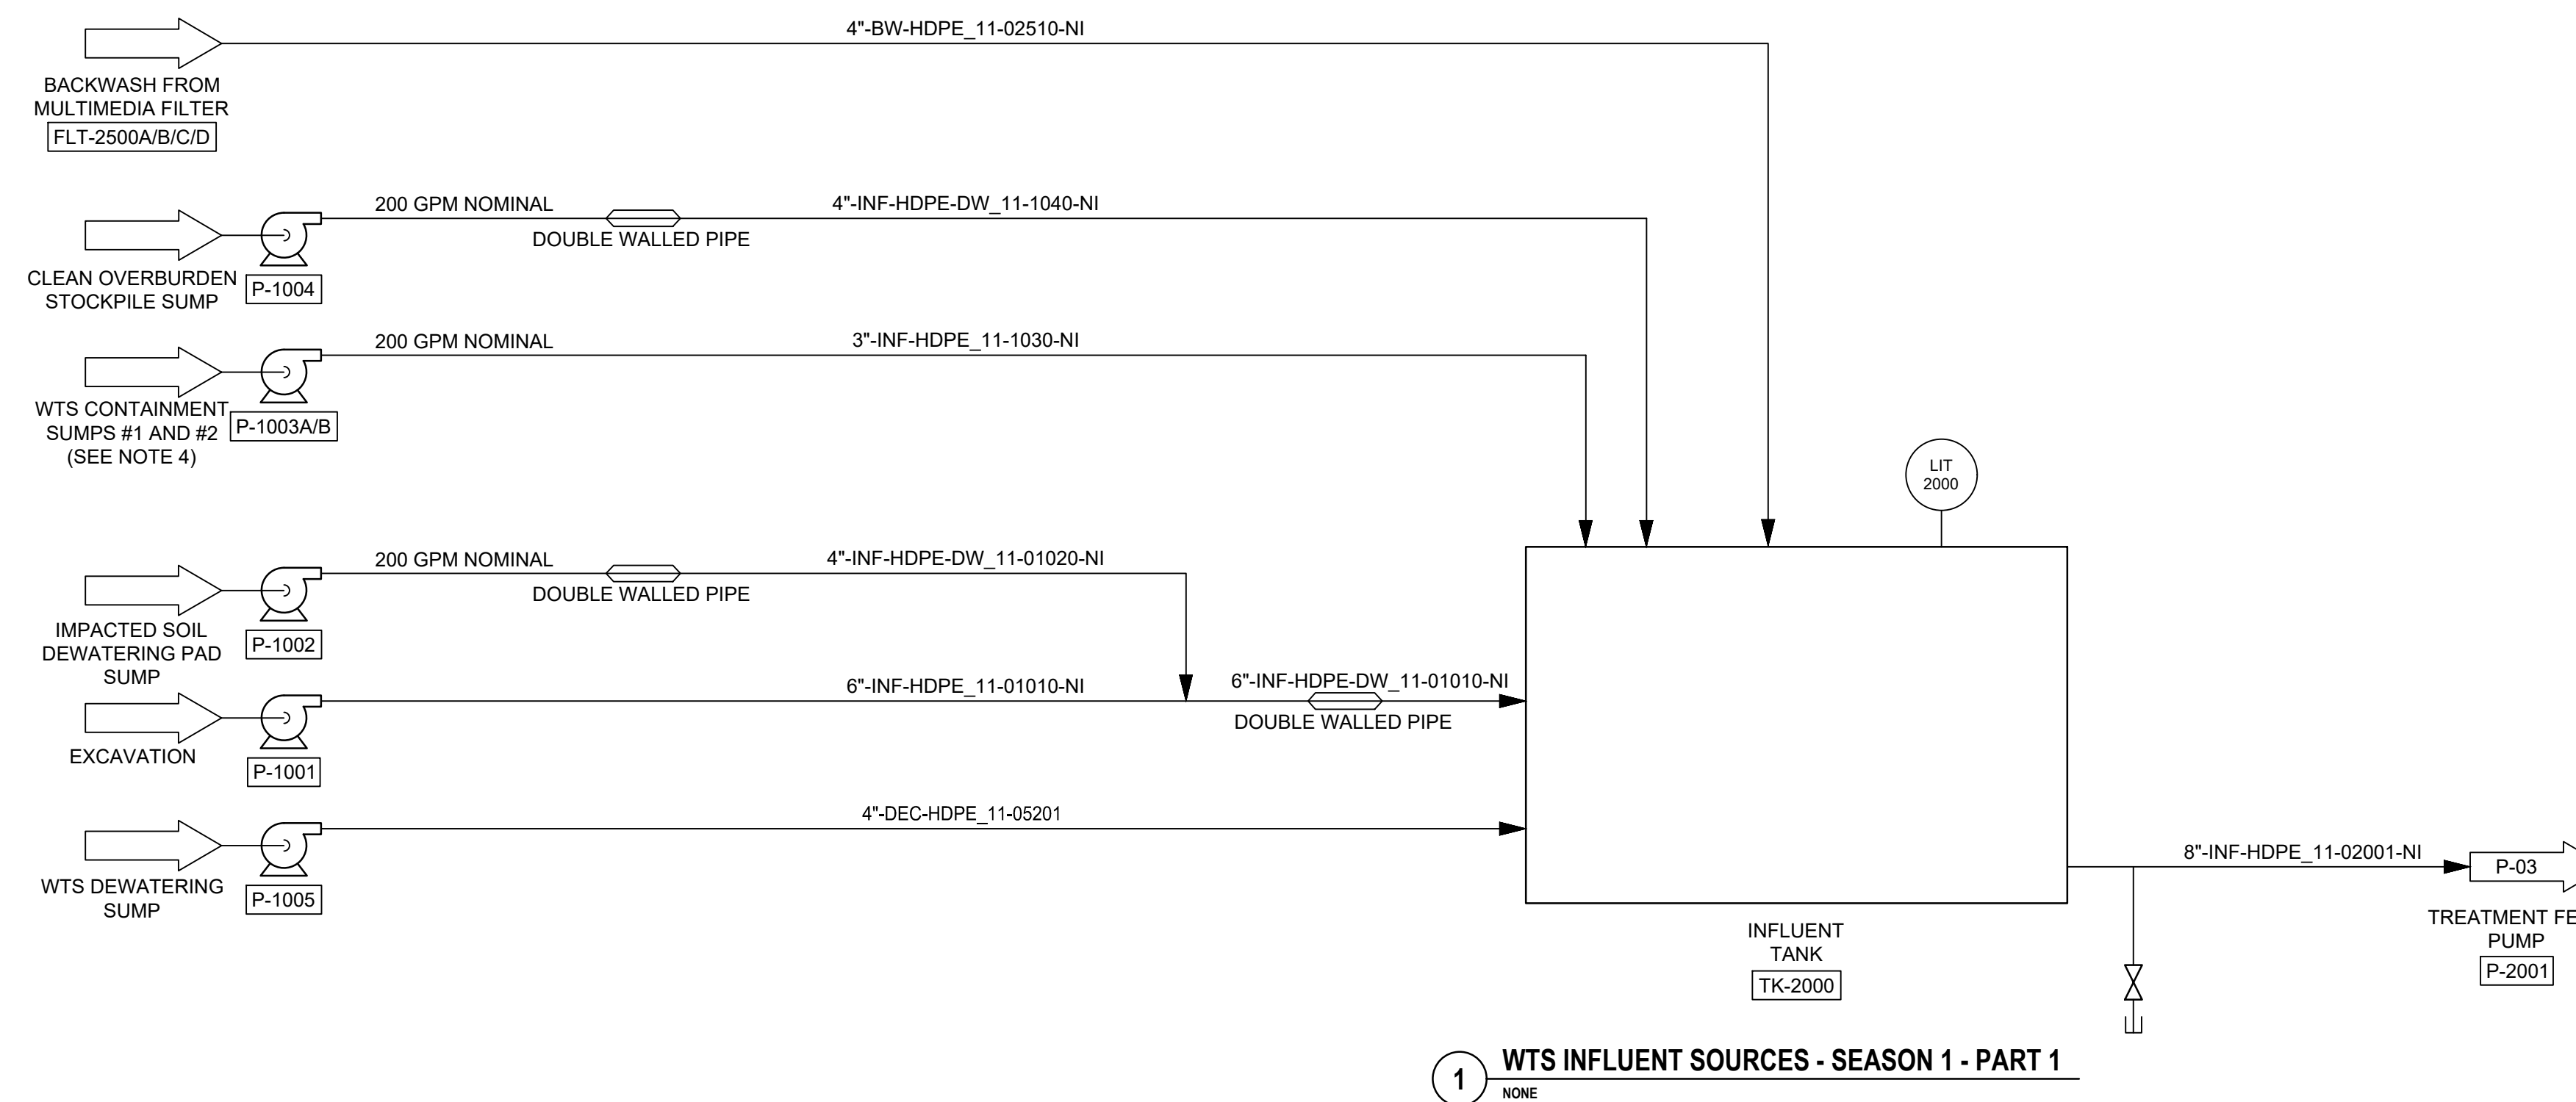 4"-BW-HDPE_11-02510-NI
BACKWASH FROM
MULTIMEDIA FILTER
FLT-2500A/B/C/D
200 GPM NOMINAL
4"-INF-HDPE-DW_11-1040-NI
DOUBLE WALLED PIPE
CLEAN OVERBURDEN
STOCKPILE SUMP
P-1004
200 GPM NOMINAL
3"-INF-HDPE_11-1030-NI
WTS CONTAINMENT
SUMPS #1 AND #2
(SEE NOTE 4)
P-1003A/B
LIT
2000
200 GPM NOMINAL
4"-INF-HDPE-DW_11-01020-NI
DOUBLE WALLED PIPE
IMPACTED SOIL
DEWATERING PAD
SUMP
P-1002
6"-INF-HDPE_11-01010-NI
6"-INF-HDPE-DW_11-01010-NI
DOUBLE WALLED PIPE
EXCAVATION
P-1001
4"-DEC-HDPE_11-05201
WTS DEWATERING
SUMP
P-1005
8"-INF-HDPE_11-02001-NI
P-03
TREATMENT FE
PUMP
P-2001
INFLUENT
TANK
TK-2000
1
WTS INFLUENT SOURCES - SEASON 1 - PART 1
NONE